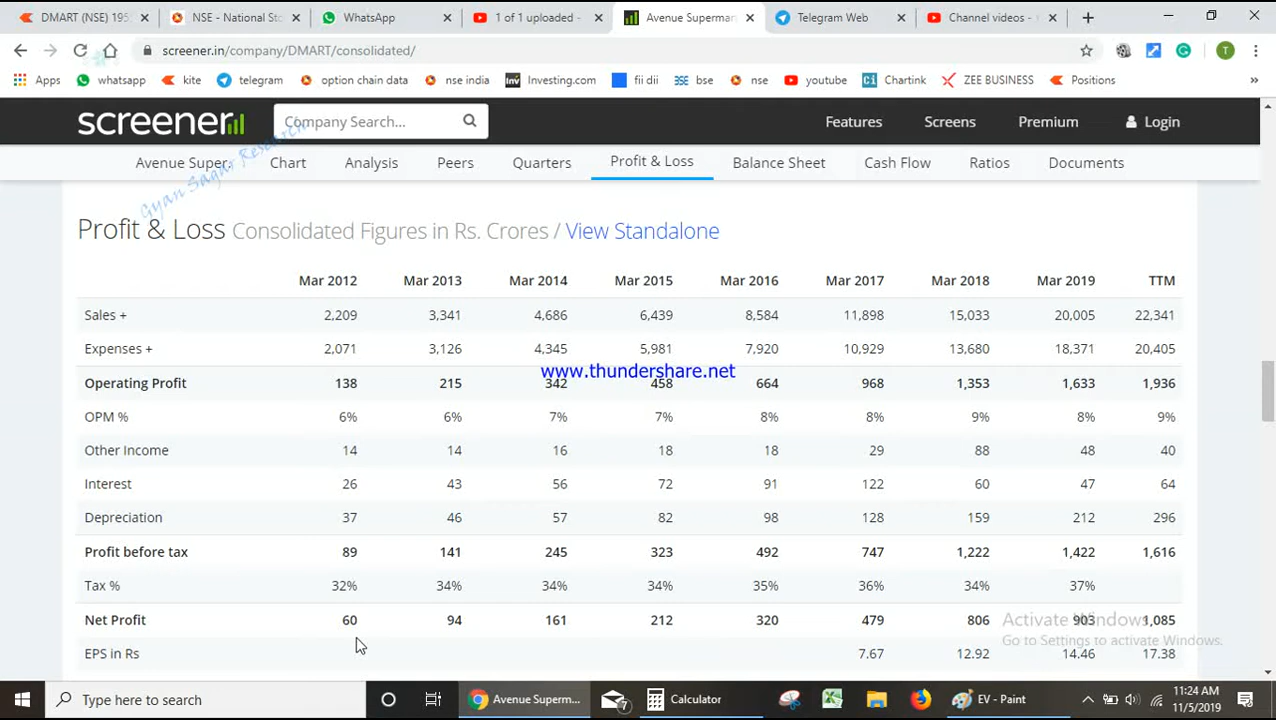 DMART (NSE) 195
NSE - National Sto
WhatsApp
1 of 1 uploaded -
Avenue Supermar
Telegram Web
Channel videos -
screener.in/company/DMART/consolidated/
T
Apps whatsapp kite telegram option chain data nse india Inv Investing.com fii dii bse nse youtube Chartink ZEE BUSINESS Positions
screener Company Search... Features Screens Premium Login
Avenue Super. Chart Analysis Peers Quarters Profit & Loss Balance Sheet Cash Flow Ratios Documents
Gyan Sagar Research
Profit & Loss Consolidated Figures in Rs. Crores / View Standalone
Mar 2012 Mar 2013 Mar 2014 Mar 2015 Mar 2016 Mar 2017 Mar 2018 Mar 2019 TTM
Sales + 2,209 3,341 4,686 6,439 8,584 11,898 15,033 20,005 22,341
Expenses + 2,071 3,126 4,345 5,981 7,920 10,929 13,680 18,371 20,405
www.thundershare.net
Operating Profit 138 215 342 458 664 968 1,353 1,633 1,936
OPM % 6% 6% 7% 7% 8% 8% 9% 8% 9%
Other Income 14 14 16 18 18 29 88 48 40
Interest 26 43 56 72 91 122 60 47 64
Depreciation 37 46 57 82 98 128 159 212 296
Profit before tax 89 141 245 323 492 747 1,222 1,422 1,616
Tax % 32% 34% 34% 34% 35% 36% 34% 37%
Net Profit 60 94 161 212 320 479 806 903 1,085
Activate Windows
Go to Settings to activate Windows.
EPS in Rs 7.67 12.92 14.46 17.38
Type here to search
Avenue Superm...
7
Calculator
EV - Paint
11:24 AM
11/5/2019